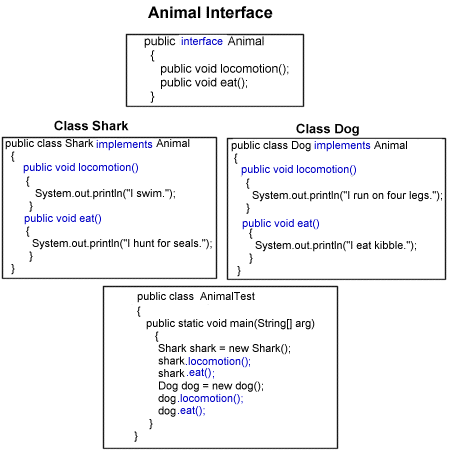 Animal Interface
public interface Animal
{
public void locomotion();
public void eat();
}
Class Shark
public class Shark implements Animal
{
public void locomotion()
{
System.out.println("I swim.");
}
public void eat()
{
System.out.println("I hunt for seals.");
}
}
Class Dog
public class Dog implements Animal
{
public void locomotion()
{
System.out.println("I run on four legs.");
}
public void eat()
{
System.out.println("I eat kibble.");
}
}
public class AnimalTest
{
public static void main(String[] arg)
{
Shark shark = new Shark();
shark.locomotion();
shark.eat();
Dog dog = new dog();
dog.locomotion();
dog.eat();
}
}